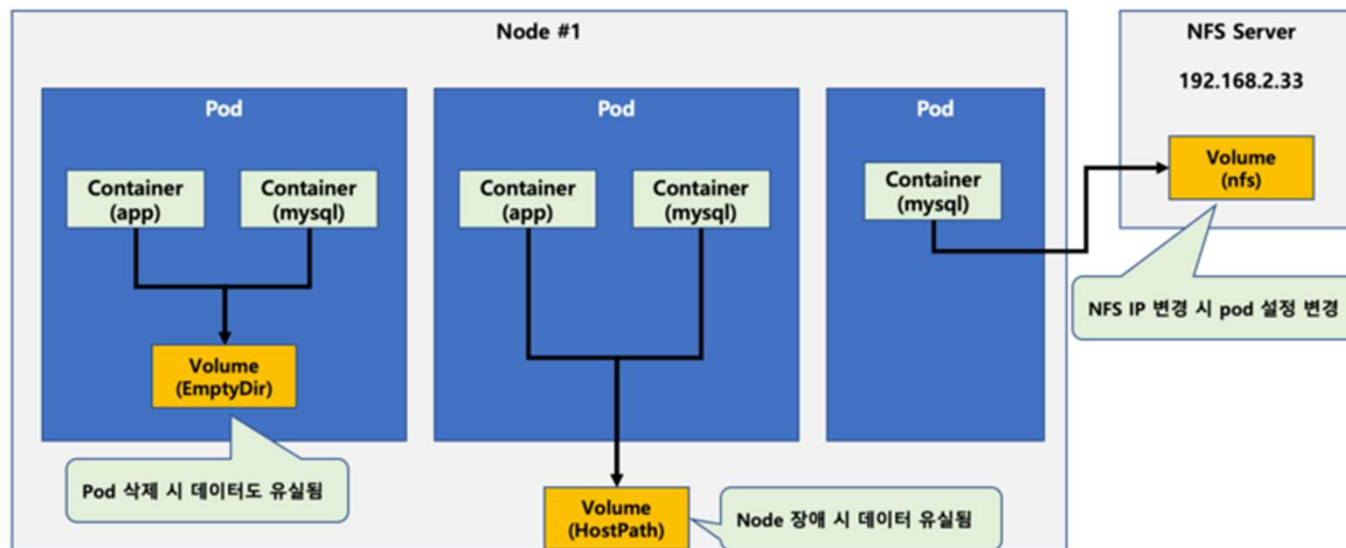 Node #1
NFS Server
192.168.2.33
Pod
Pod
Pod
Container
(app)
Container
(mysql)
Container
(app)
Container
(mysql)
Container
(mysql)
Volume
(nfs)
NFS IP 변경 시 pod 설정 변경
Volume
(EmptyDir)
Pod 삭제 시 데이터도 유실됨
Volume
(HostPath)
Node 장애 시 데이터 유실됨